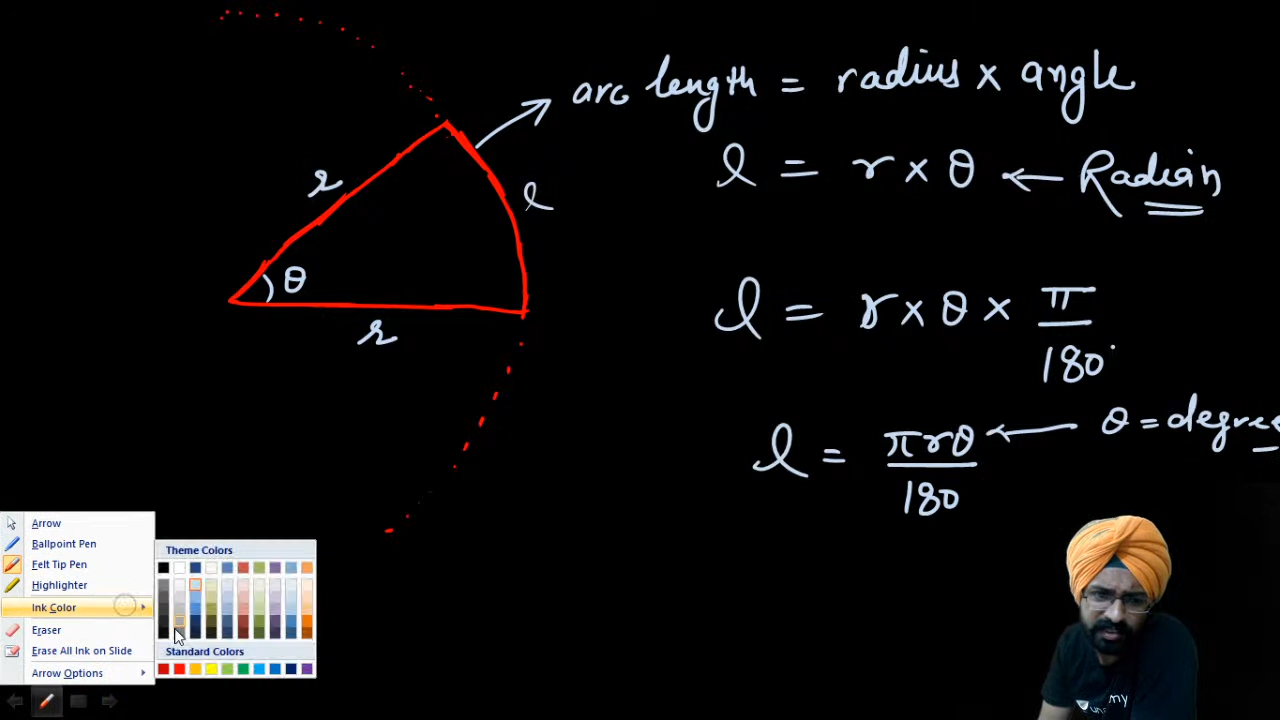 arc length = radius × angle
l = r × θ ← Radian
r
l
θ
r
l = r × θ × π/180
l = πrθ/180 ← θ = degree
Arrow
Ballpoint Pen
Felt Tip Pen
Highlighter
Ink Color
Eraser
Erase All Ink on Slide
Arrow Options
Theme Colors
Standard Colors